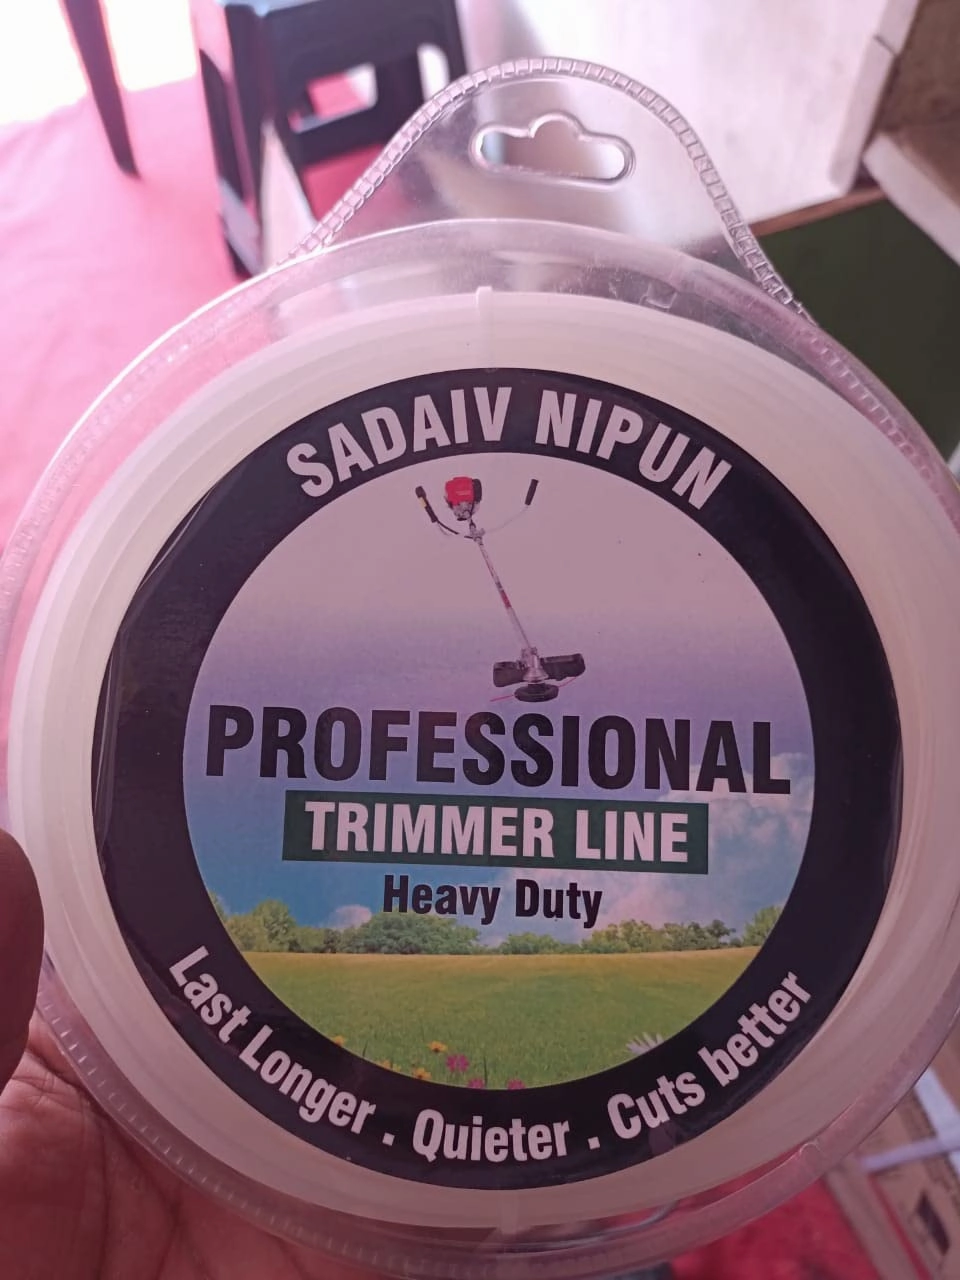 SADAIV NIPUN
PROFESSIONAL
TRIMMER LINE
Heavy Duty
Last Longer . Quieter . Cuts better